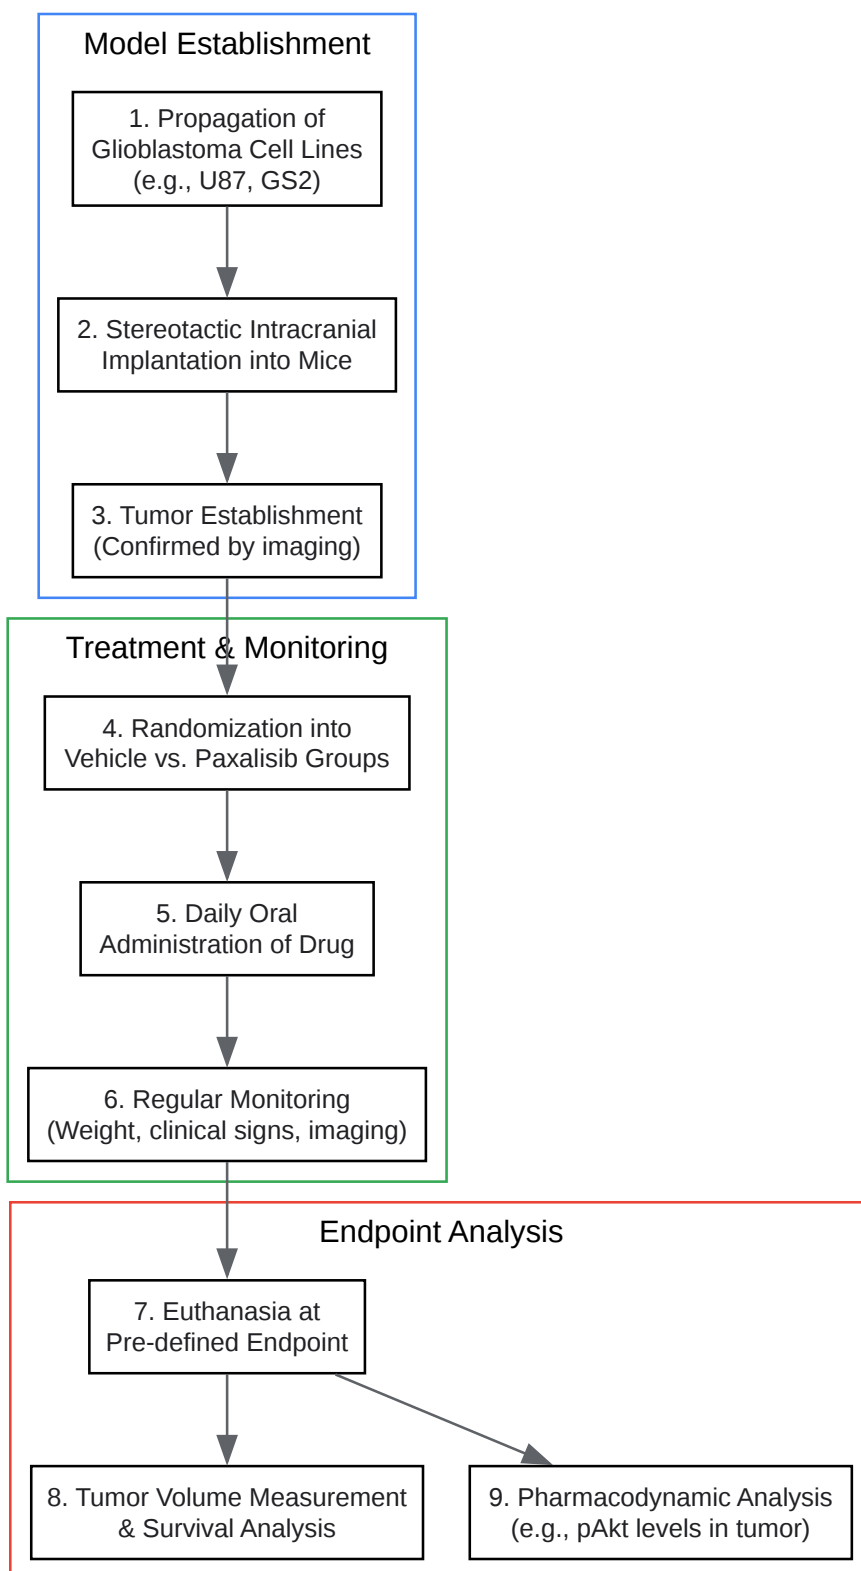 Model Establishment
1. Propagation of
Glioblastoma Cell Lines
(e.g., U87, GS2)
2. Stereotactic Intracranial
Implantation into Mice
3. Tumor Establishment
(Confirmed by imaging)
Treatment & Monitoring
4. Randomization into
Vehicle vs. Paxalisib Groups
5. Daily Oral
Administration of Drug
6. Regular Monitoring
(Weight, clinical signs, imaging)
Endpoint Analysis
7. Euthanasia at
Pre-defined Endpoint
8. Tumor Volume Measurement
& Survival Analysis
9. Pharmacodynamic Analysis
(e.g., pAkt levels in tumor)